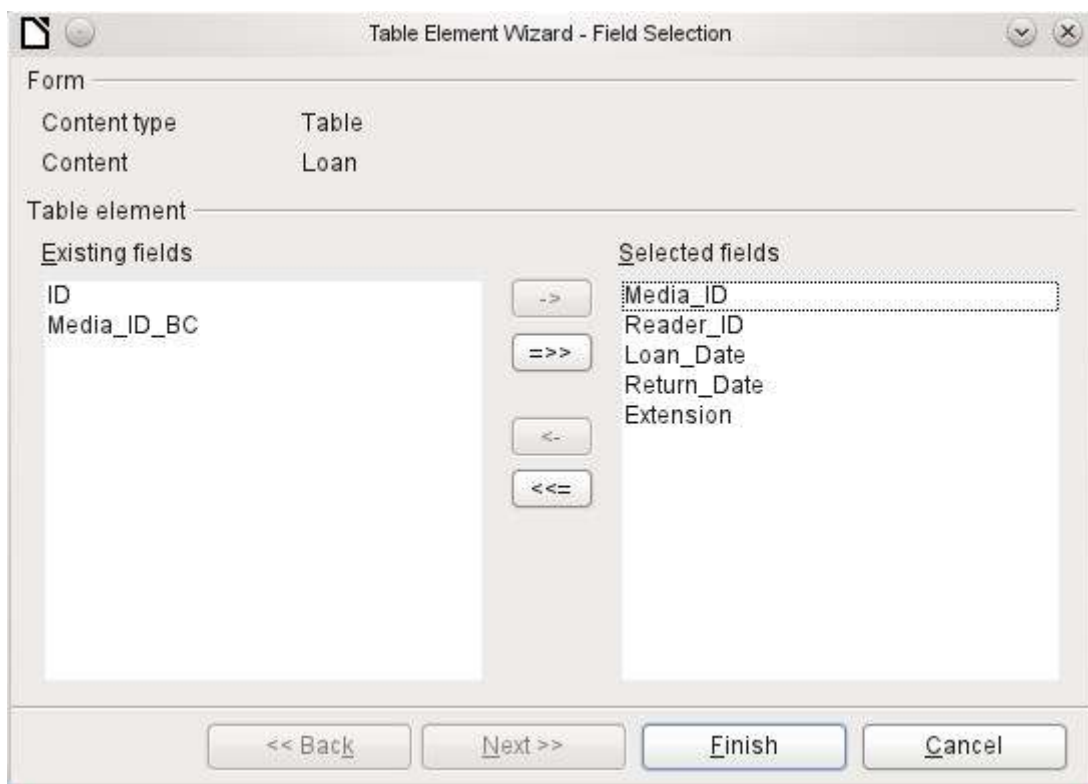 Table Element Wizard - Field Selection
Form
Content type Table
Content Loan
Table element
Existing fields
ID
Media_ID_BC
->
=>>
<-
<<=
Selected fields
Media_ID
Reader_ID
Loan_Date
Return_Date
Extension
<< Back Next >> Finish Cancel